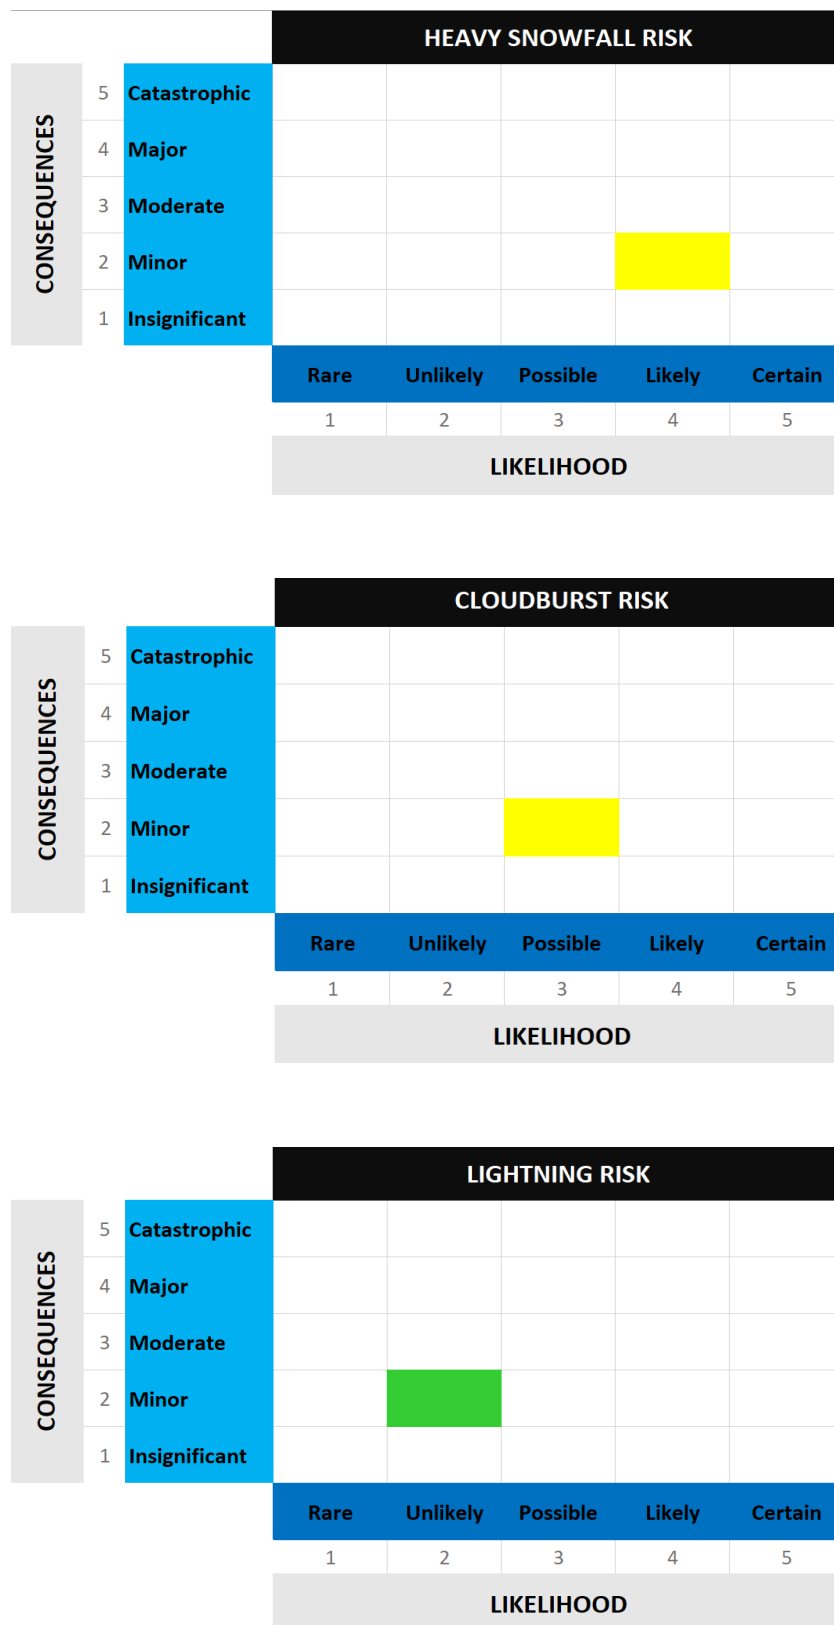 HEAVY SNOWFALL RISK
CONSEQUENCES
5 Catastrophic
4 Major
3 Moderate
2 Minor
1 Insignificant
Rare Unlikely Possible Likely Certain
1 2 3 4 5
LIKELIHOOD
CLOUDBURST RISK
CONSEQUENCES
5 Catastrophic
4 Major
3 Moderate
2 Minor
1 Insignificant
Rare Unlikely Possible Likely Certain
1 2 3 4 5
LIKELIHOOD
LIGHTNING RISK
CONSEQUENCES
5 Catastrophic
4 Major
3 Moderate
2 Minor
1 Insignificant
Rare Unlikely Possible Likely Certain
1 2 3 4 5
LIKELIHOOD